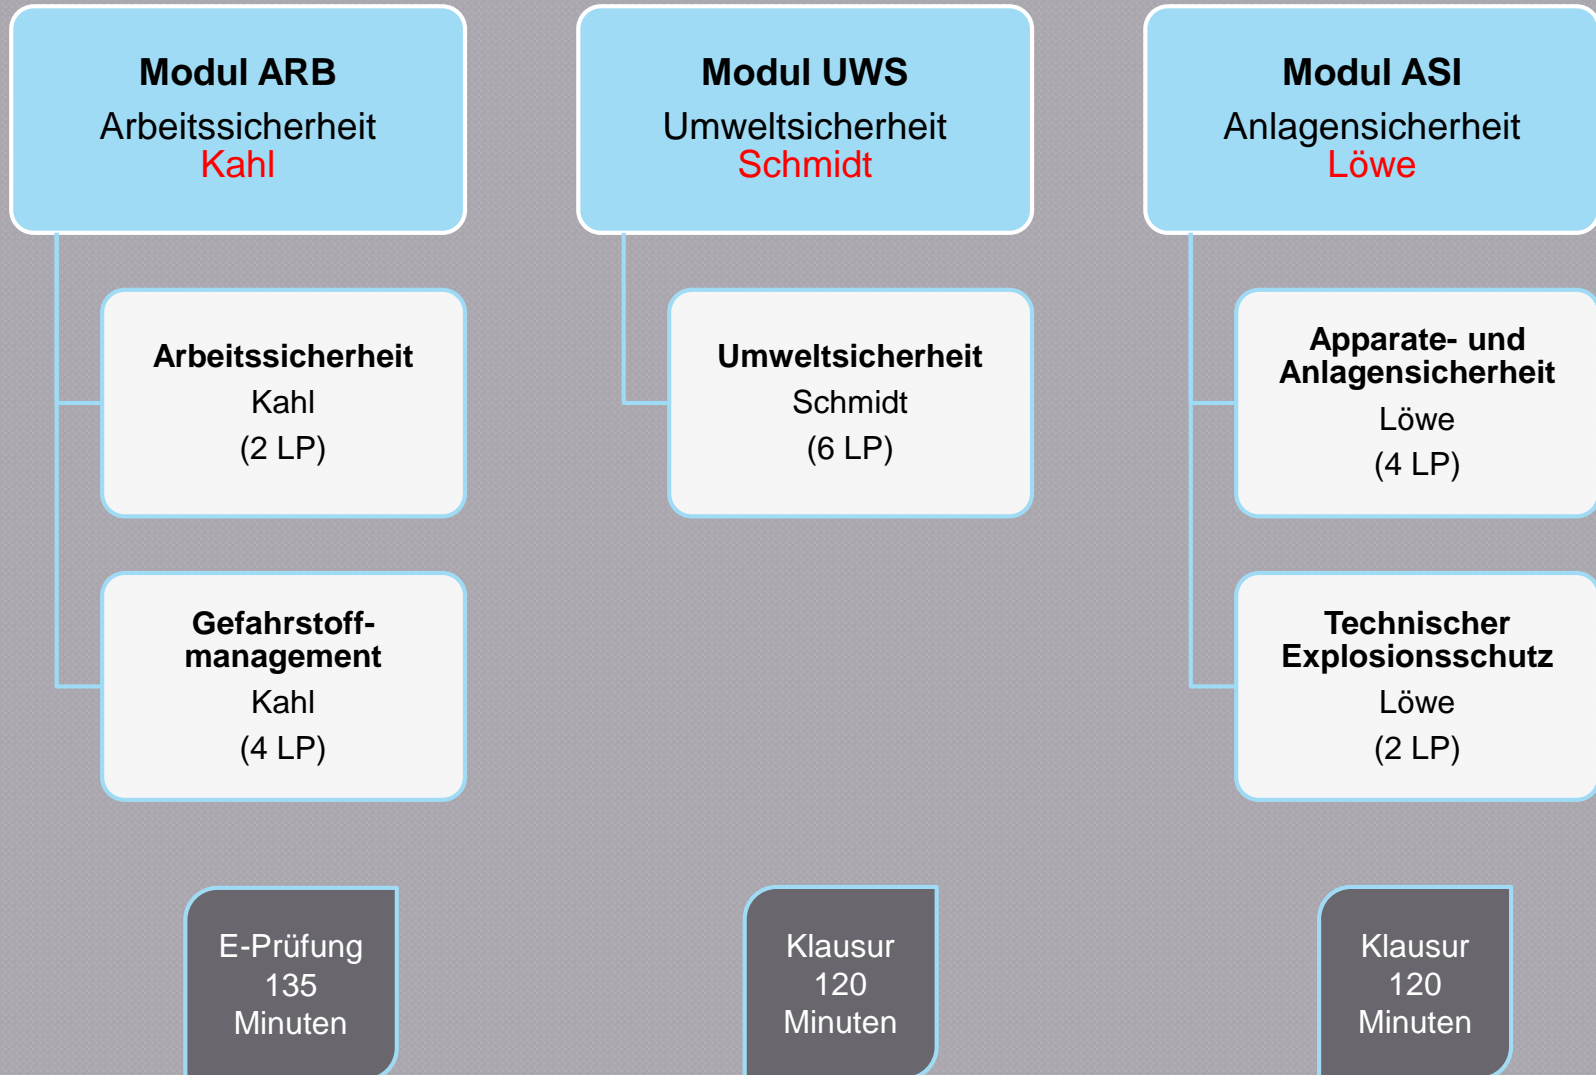 Modul ARB
Arbeitssicherheit
Kahl
Arbeitssicherheit
Kahl
(2 LP)
Gefahrstoff-
management
Kahl
(4 LP)
E-Prüfung
135
Minuten
Modul UWS
Umweltsicherheit
Schmidt
Umweltsicherheit
Schmidt
(6 LP)
Klausur
120
Minuten
Modul ASI
Anlagensicherheit
Löwe
Apparate- und
Anlagensicherheit
Löwe
(4 LP)
Technischer
Explosionsschutz
Löwe
(2 LP)
Klausur
120
Minuten